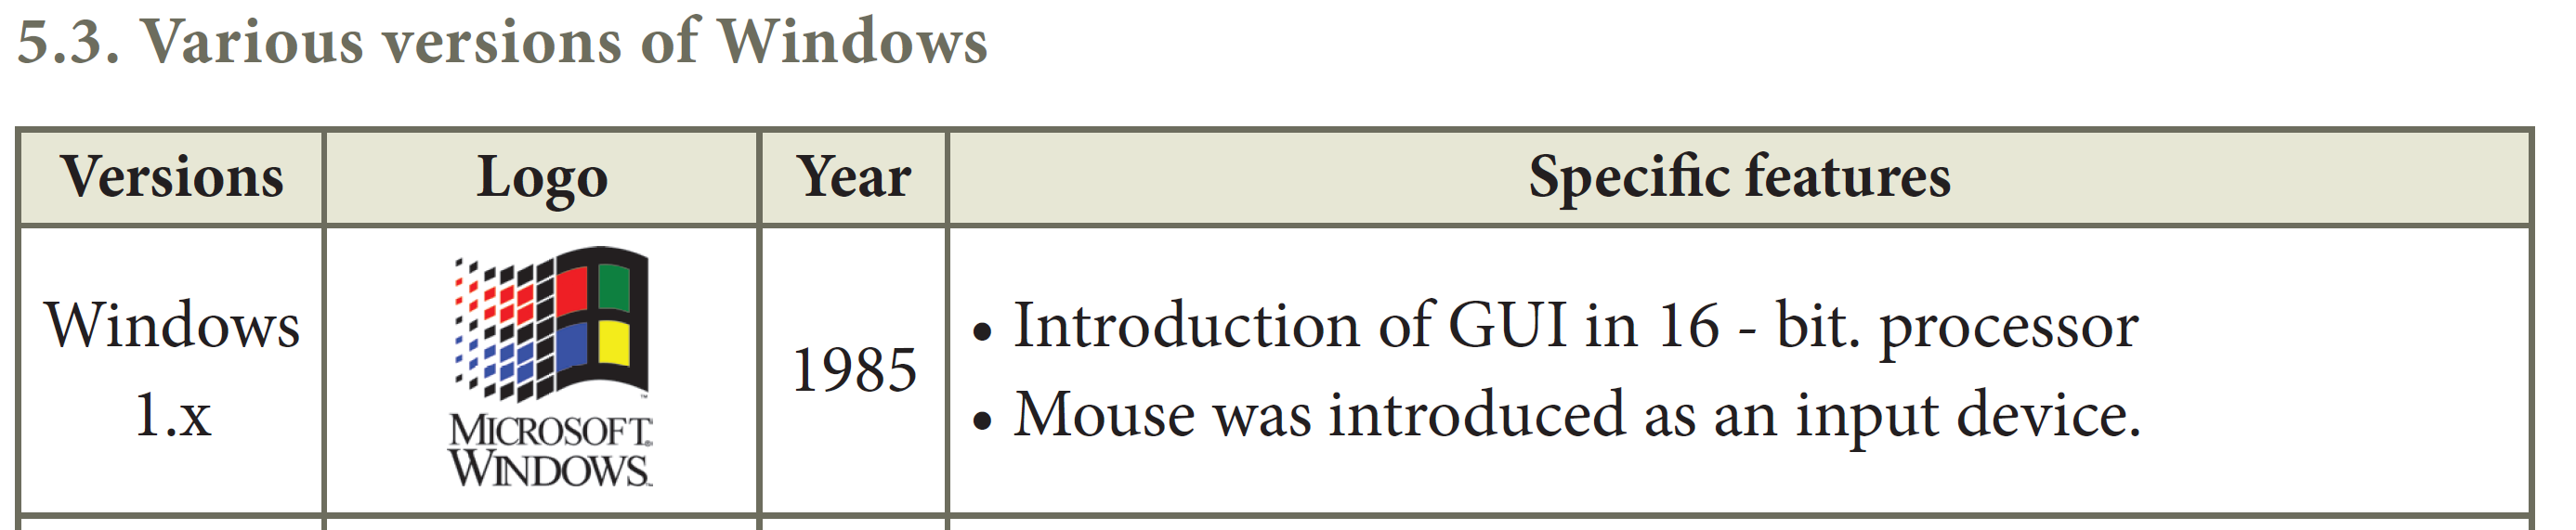 5.3. Various versions of Windows
Versions Logo Year Specific features
Windows
1.x
MICROSOFT
WINDOWS
1985
• Introduction of GUI in 16 - bit. processor
• Mouse was introduced as an input device.